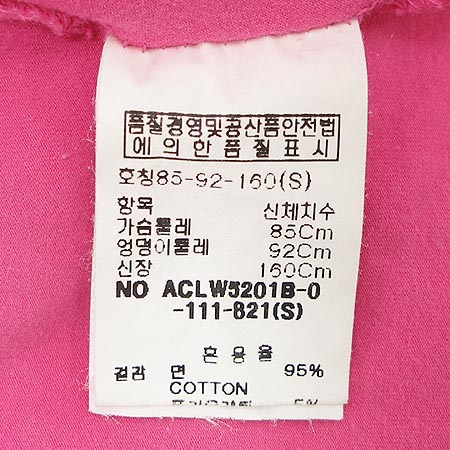 품질경영및공산품안전법
에 의한 품질표시
호칭85-92-160(S)
항목 신체치수
가슴둘레 85Cm
엉덩이둘레 92Cm
신장 160Cm
NO ACLW5201B-0
-111-821(S)
혼용율
겉감 면 95%
COTTON